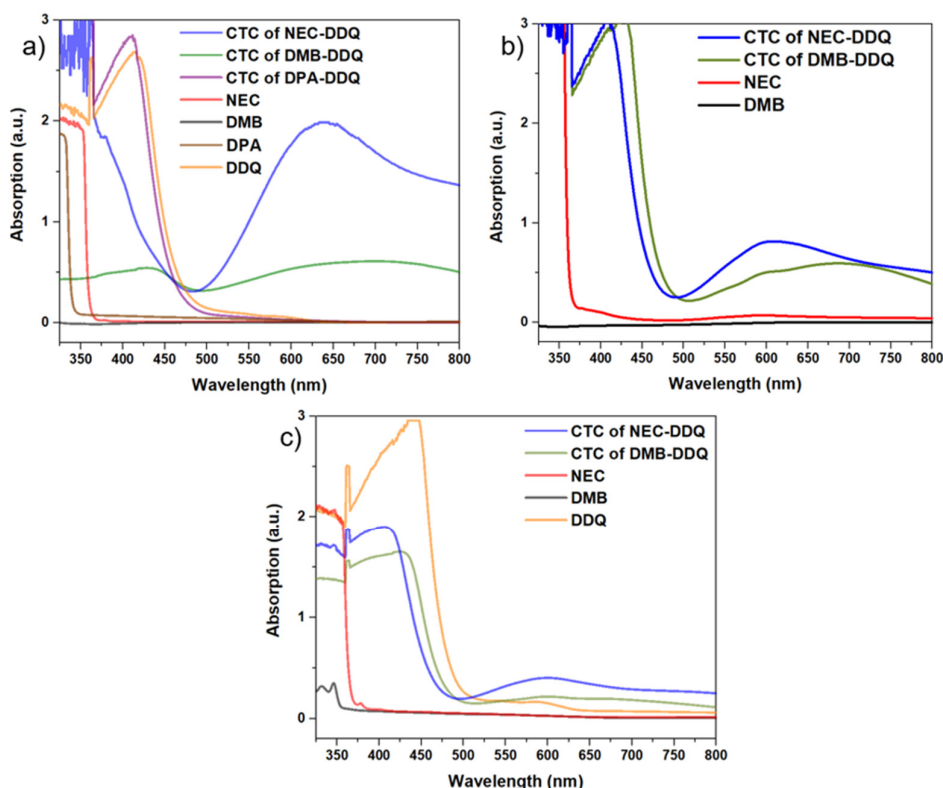 a)
CTC of NEC-DDQ
CTC of DMB-DDQ
CTC of DPA-DDQ
NEC
DMB
DPA
DDQ
Absorption (a.u.)
3
2
1
0
350 400 450 500 550 600 650 700 750 800
Wavelength (nm)
b)
CTC of NEC-DDQ
CTC of DMB-DDQ
NEC
DMB
Absorption (a.u.)
3
2
1
0
350 400 450 500 550 600 650 700 750 800
Wavelength (nm)
c)
CTC of NEC-DDQ
CTC of DMB-DDQ
NEC
DMB
DDQ
Absorption (a.u.)
3
2
1
0
350 400 450 500 550 600 650 700 750 800
Wavelength (nm)